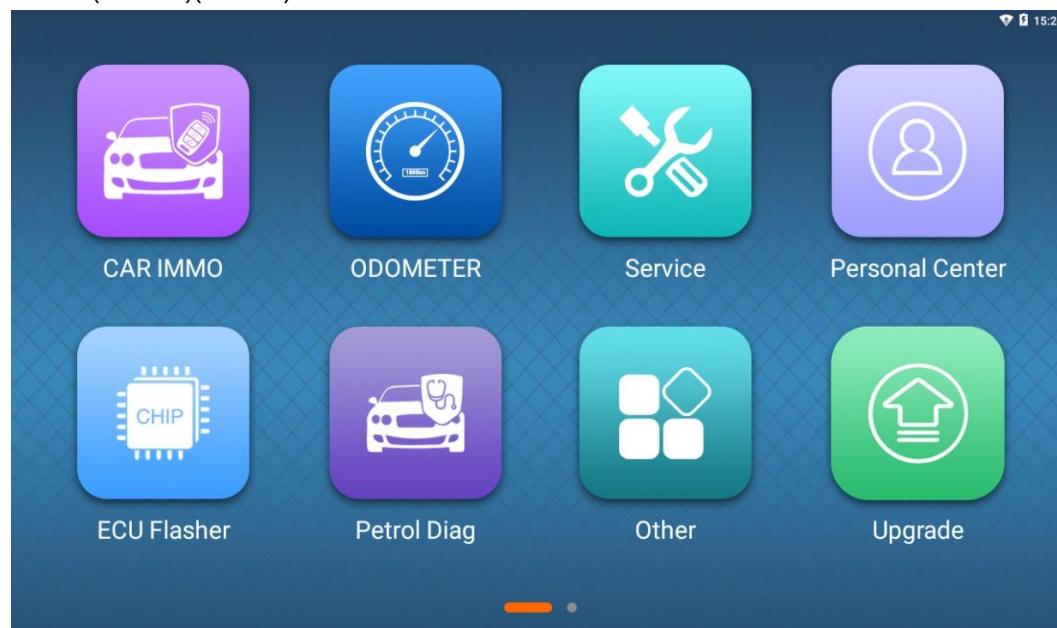 15:2
CAR IMMO
ODOMETER
Service
Personal Center
CHIP
ECU Flasher
Petrol Diag
Other
Upgrade